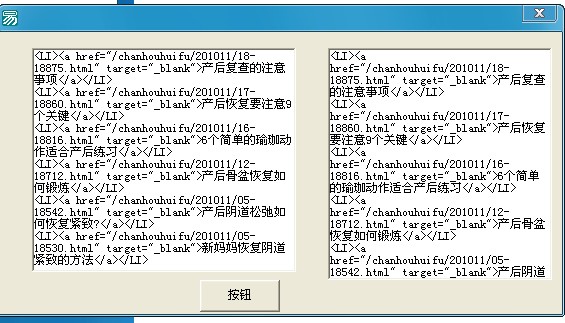 易
<LI><a href="/chanhouhuifu/201011/18-
18875.html" target="_blank">产后复查的注意
事项</a></LI>
<LI><a href="/chanhouhuifu/201011/17-
18860.html" target="_blank">产后恢复要注意9
个关键</a></LI>
<LI><a href="/chanhouhuifu/201011/16-
18816.html" target="_blank">6个简单的瑜珈动
作适合产后练习</a></LI>
<LI><a href="/chanhouhuifu/201011/12-
18712.html" target="_blank">产后骨盆恢复如
何锻炼</a></LI>
<LI><a href="/chanhouhuifu/201011/05-
18542.html" target="_blank">产后阴道松弛如
何恢复紧致?</a></LI>
<LI><a href="/chanhouhuifu/201011/05-
18530.html" target="_blank">新妈妈恢复阴道
紧致的方法</a></LI>
<LI><a
href="/chanhouhuifu/201011/18-
18875.html" target="_blank">产后复查
的注意事项</a></LI>
<LI><a
href="/chanhouhuifu/201011/17-
18860.html" target="_blank">产后恢复
要注意9个关键</a></LI>
<LI><a
href="/chanhouhuifu/201011/16-
18816.html" target="_blank">6个简单
的瑜珈动作适合产后练习</a></LI>
<LI><a
href="/chanhouhuifu/201011/12-
18712.html" target="_blank">产后骨盆
恢复如何锻炼</a></LI>
<LI><a
href="/chanhouhuifu/201011/05-
18542.html" target="_blank">产后阴道
按钮